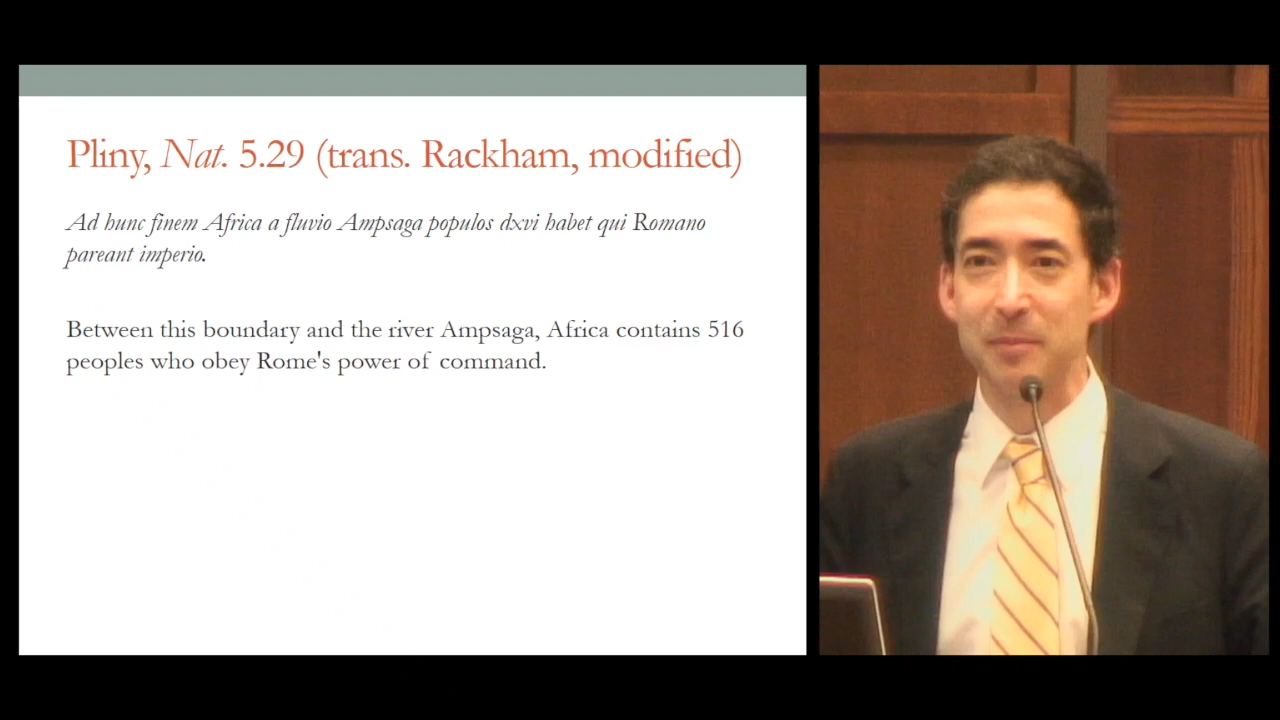 Pliny, Nat. 5.29 (trans. Rackham, modified)
Ad hunc finem Africa a fluvio Ampsaga populos dxvi habet qui Romano
pareant imperio.
Between this boundary and the river Ampsaga, Africa contains 516
peoples who obey Rome's power of command.